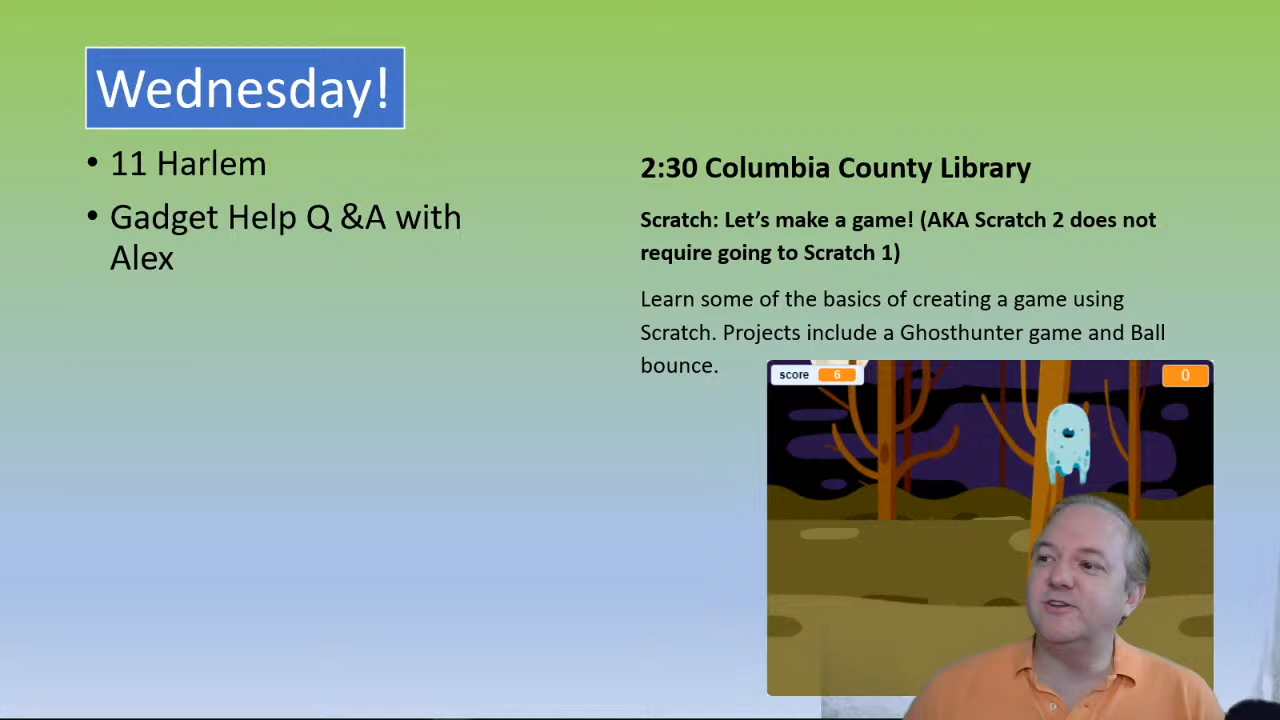 Wednesday!
• 11 Harlem
• Gadget Help Q &A with
Alex
2:30 Columbia County Library
Scratch: Let’s make a game! (AKA Scratch 2 does not
require going to Scratch 1)
Learn some of the basics of creating a game using
Scratch. Projects include a Ghosthunter game and Ball
bounce.
score 6
0